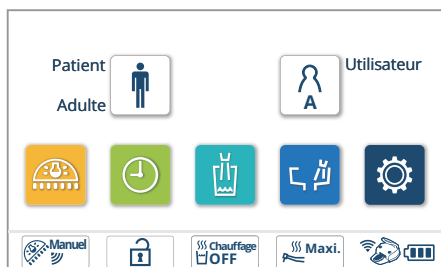 Patient
Utilisateur
Adulte
A
Manuel
Chauffage
OFF
Maxi.